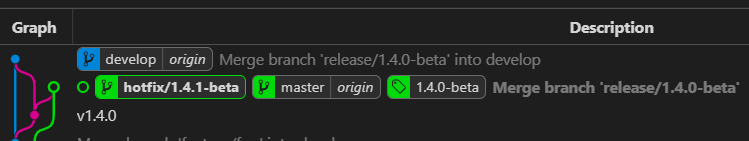 Graph Description
develop origin Merge branch 'release/1.4.0-beta' into develop
hotfix/1.4.1-beta master origin 1.4.0-beta Merge branch 'release/1.4.0-beta'
v1.4.0